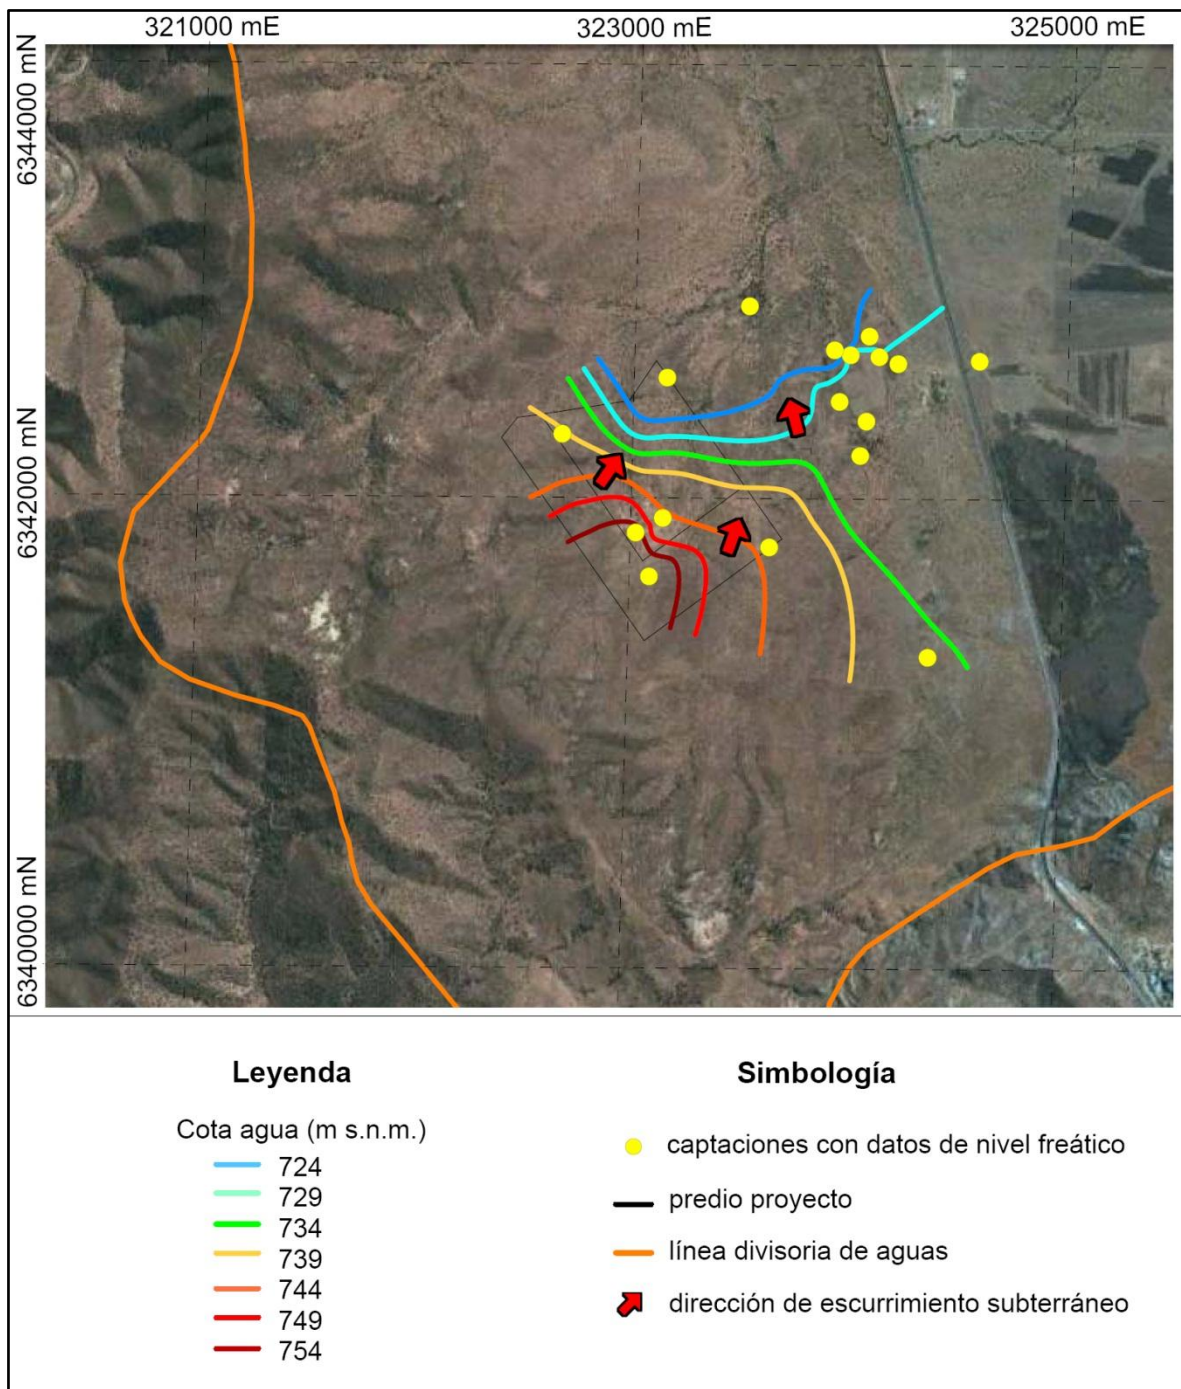 321000 mE
323000 mE
325000 mE
6344000 mN
6342000 mN
6340000 mN
Leyenda
Cota agua (m s.n.m.)
724
729
734
739
744
749
754
Simbología
captaciones con datos de nivel freático
predio proyecto
línea divisoria de aguas
dirección de escurrimiento subterráneo